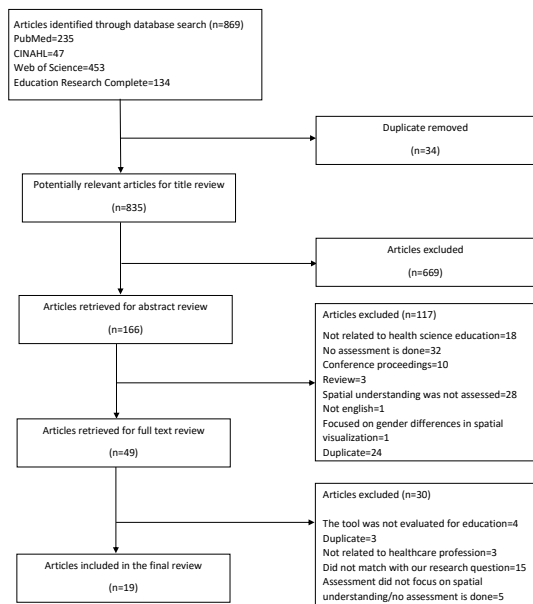 Articles identified through database search (n=869)
PubMed=235
CINAHL=47
Web of Science=453
Education Research Complete=134
Duplicate removed
(n=34)
Potentially relevant articles for title review
(n=835)
Articles excluded
(n=669)
Articles retrieved for abstract review
(n=166)
Articles excluded (n=117)
Not related to health science education=18
No assessment is done=32
Conference proceedings=10
Review=3
Spatial understanding was not assessed=28
Not english=1
Focused on gender differences in spatial
visualization=1
Duplicate=24
Articles retrieved for full text review
(n=49)
Articles excluded (n=30)
The tool was not evaluated for education=4
Duplicate=3
Not related to healthcare profession=3
Did not match with our research question=15
Assessment did not focus on spatial
understanding/no assessment is done=5
Articles included in the final review
(n=19)